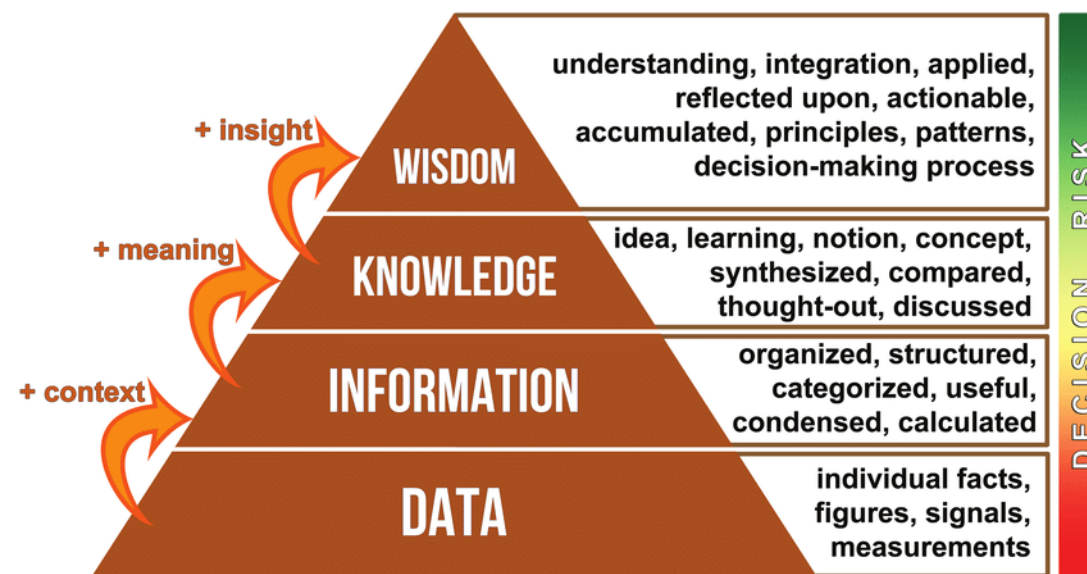 understanding, integration, applied,
reflected upon, actionable,
accumulated, principles, patterns,
decision-making process
+ insight
WISDOM
idea, learning, notion, concept,
synthesized, compared,
thought-out, discussed
+ meaning
KNOWLEDGE
organized, structured,
categorized, useful,
condensed, calculated
+ context
INFORMATION
individual facts,
figures, signals,
measurements
DATA
DECISION RISK